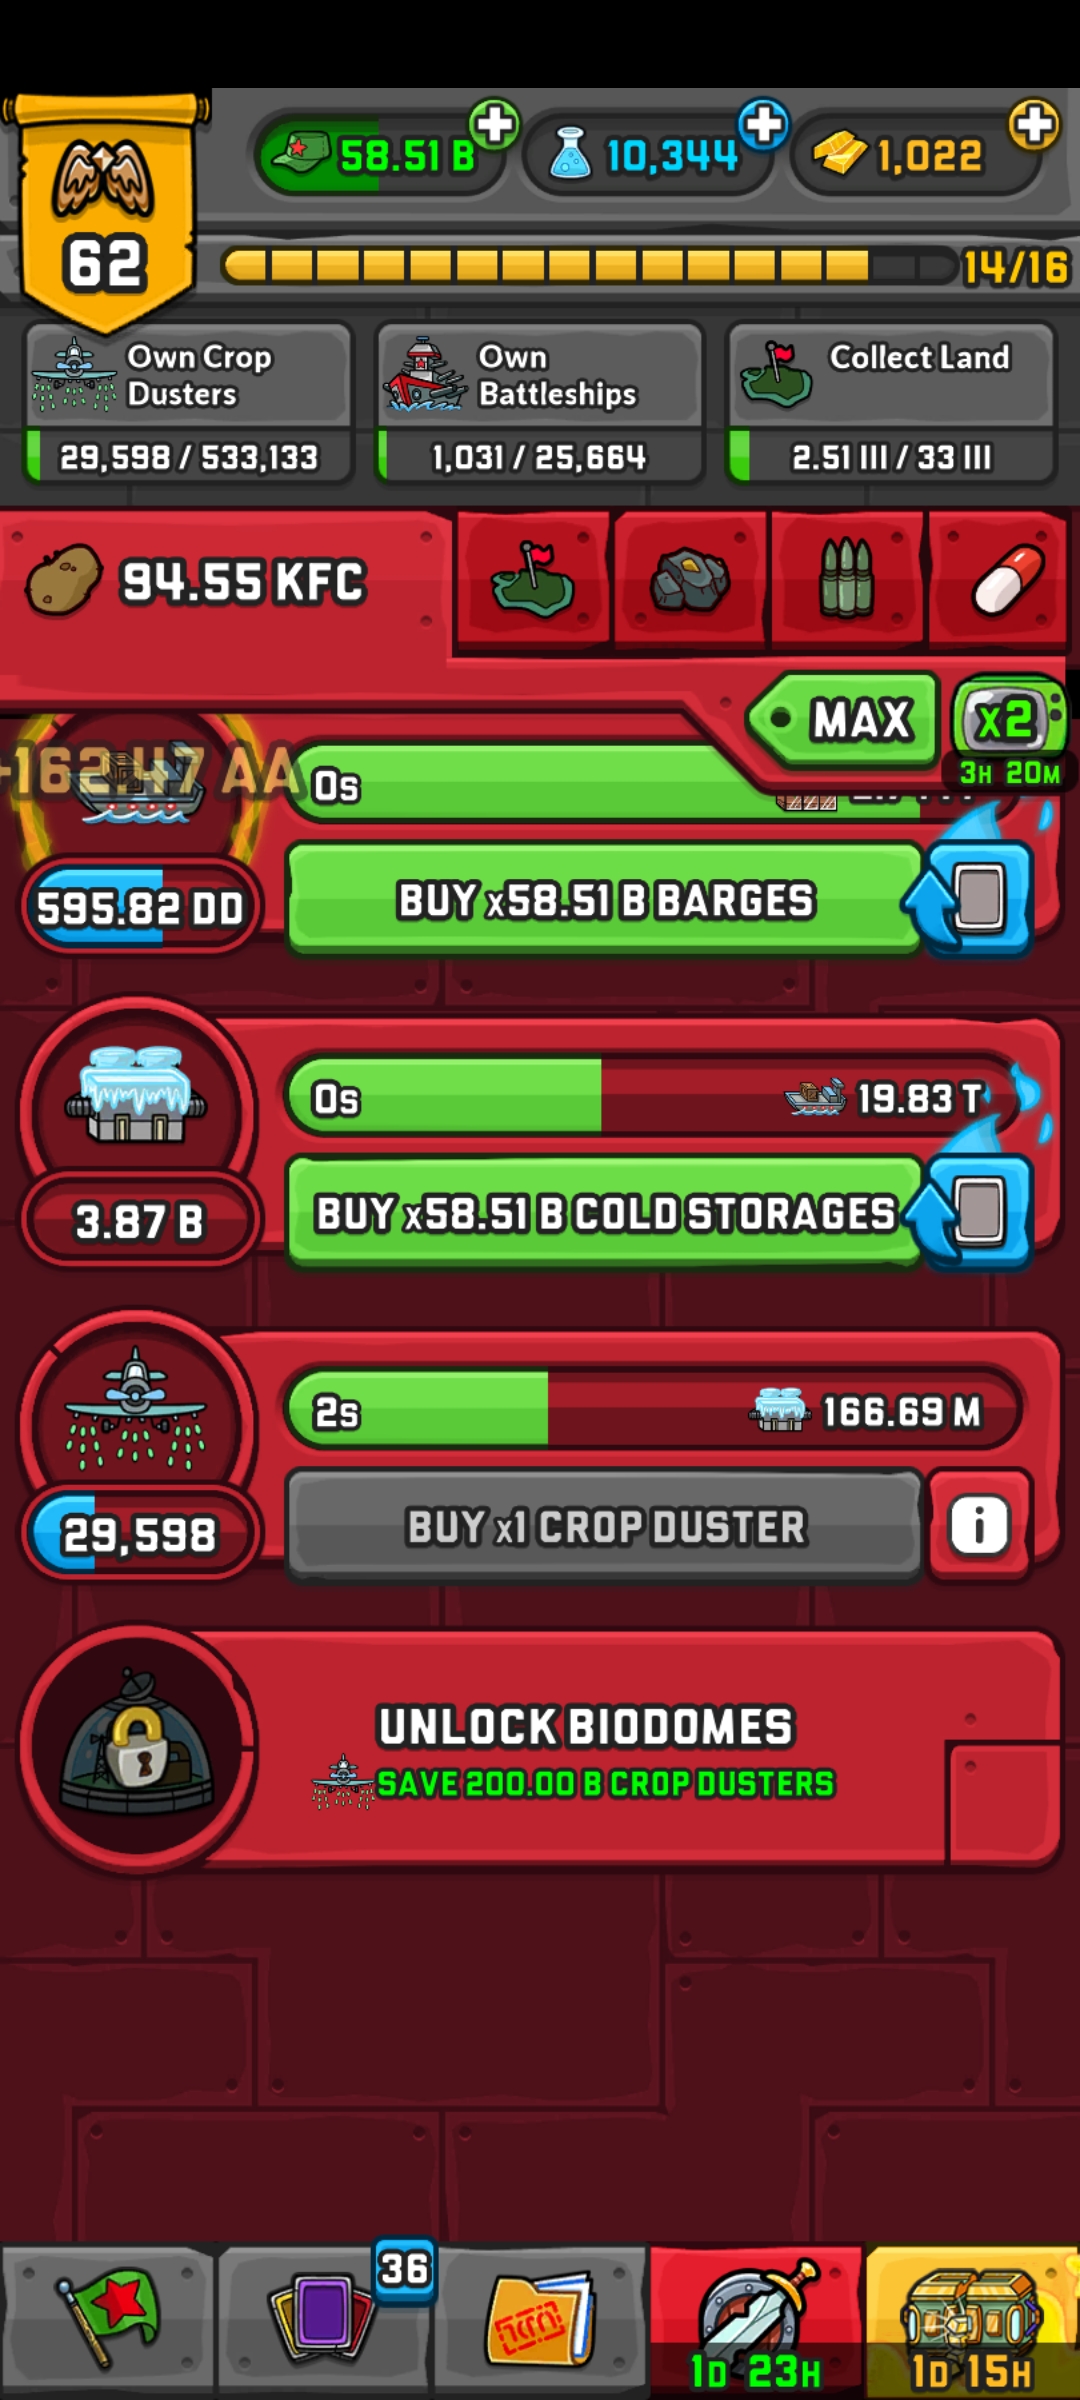 58.51 B
10,344
1,022
62
14/16
Own Crop Dusters
29,598 / 533,133
Own Battleships
1,031 / 25,664
Collect Land
2.51 III / 33 III
94.55 KFC
MAX
X2
3H 20M
+162.47 AA
0s
595.82 DD
BUY x58.51 B BARGES
0s
19.83 T
3.87 B
BUY x58.51 B COLD STORAGES
2s
166.69 M
29,598
BUY x1 CROP DUSTER
i
UNLOCK BIODOMES
SAVE 200.00 B CROP DUSTERS
36
1D 23H
1D 15H